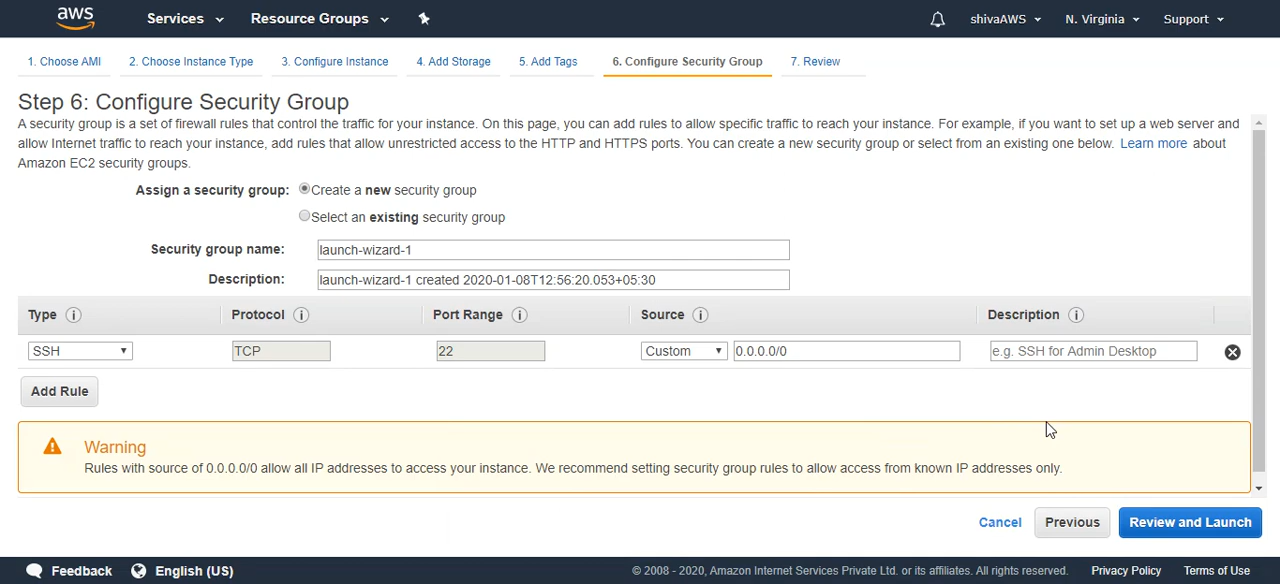 aws Services Resource Groups shivaAWS N. Virginia Support
1. Choose AMI 2. Choose Instance Type 3. Configure Instance 4. Add Storage 5. Add Tags 6. Configure Security Group 7. Review
Step 6: Configure Security Group
A security group is a set of firewall rules that control the traffic for your instance. On this page, you can add rules to allow specific traffic to reach your instance. For example, if you want to set up a web server and
allow Internet traffic to reach your instance, add rules that allow unrestricted access to the HTTP and HTTPS ports. You can create a new security group or select from an existing one below. Learn more about
Amazon EC2 security groups.
Assign a security group: Create a new security group
Select an existing security group
Security group name: launch-wizard-1
Description: launch-wizard-1 created 2020-01-08T12:56:20.053+05:30
Type Protocol Port Range Source Description
SSH TCP 22 Custom 0.0.0.0/0 e.g. SSH for Admin Desktop
Add Rule
Warning
Rules with source of 0.0.0.0/0 allow all IP addresses to access your instance. We recommend setting security group rules to allow access from known IP addresses only.
Cancel Previous Review and Launch
Feedback English (US) © 2008 - 2020, Amazon Internet Services Private Ltd. or its affiliates. All rights reserved. Privacy Policy Terms of Use